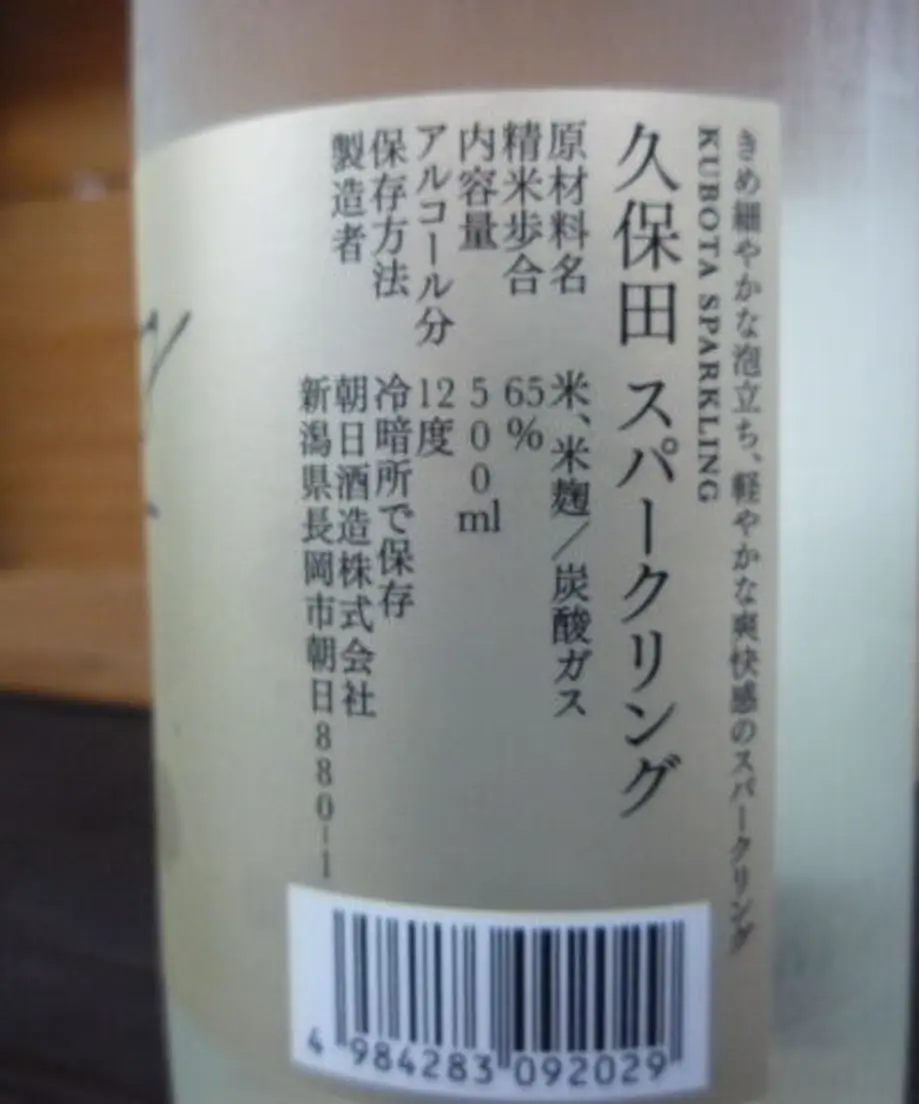 きめ細やかな泡立ち、軽やかな爽快感のスパークリング
KUBOTA SPARKLING
久保田 スパークリング
原材料名 米、米麹／炭酸ガス
精米歩合 65%
内容量 500ml
アルコール分 12度
保存方法 冷暗所で保存
製造者 朝日酒造株式会社
新潟県長岡市朝日880-1
4 984283 092029